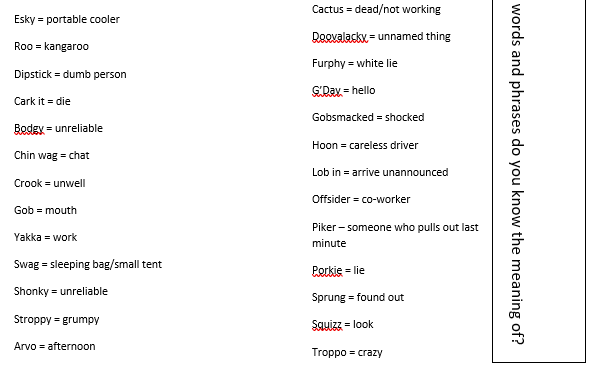 Esky = portable cooler
Roo = kangaroo
Dipstick = dumb person
Cark it = die
Bodgy = unreliable
Chin wag = chat
Crook = unwell
Gob = mouth
Yakka = work
Swag = sleeping bag/small tent
Shonky = unreliable
Stroppy = grumpy
Arvo = afternoon
Cactus = dead/not working
Doovalacky = unnamed thing
Furphy = white lie
G’Day = hello
Gobsmacked = shocked
Hoon = careless driver
Lob in = arrive unannounced
Offsider = co-worker
Piker – someone who pulls out last
minute
Porkie = lie
Sprung = found out
Squizz = look
Troppo = crazy
words and phrases do you know the meaning of?